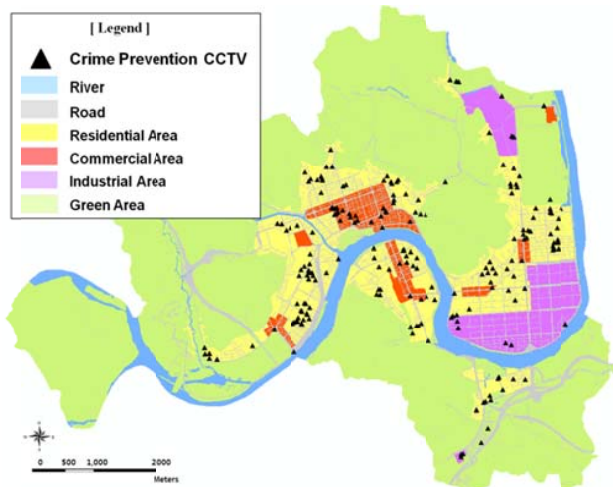 [ Legend ]
Crime Prevention CCTV
River
Road
Residential Area
Commercial Area
Industrial Area
Green Area
0 500 1,000 2000
Meters